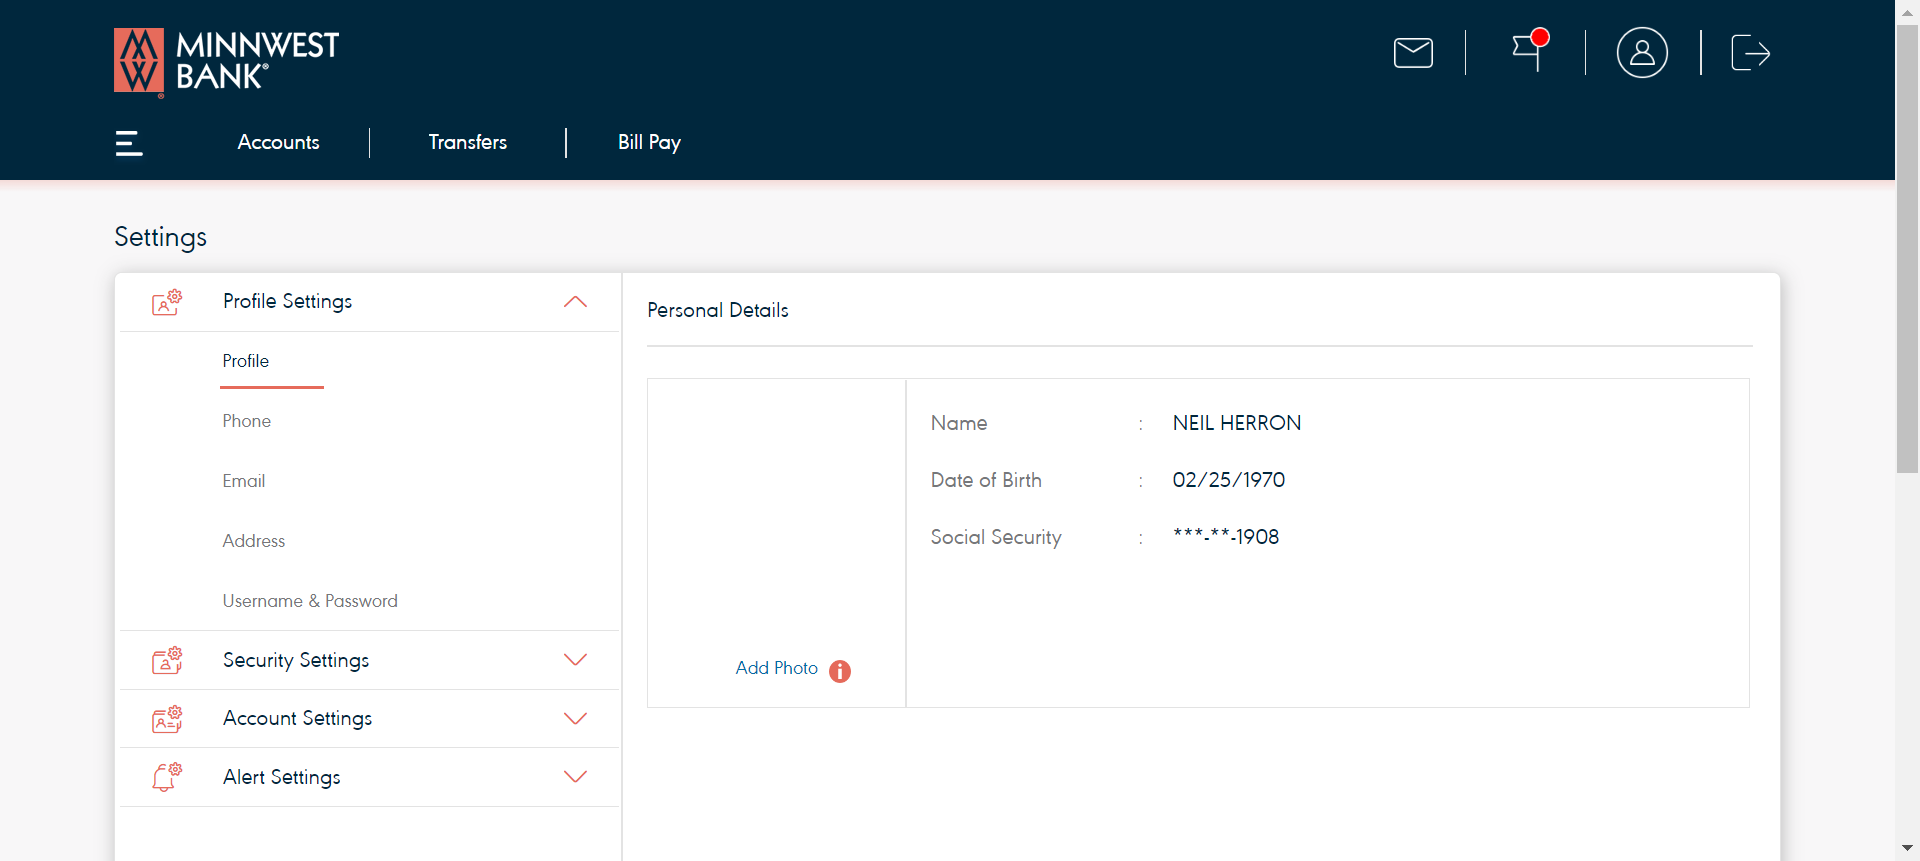 MINNWEST
BANK®
Accounts
Transfers
Bill Pay
Settings
Profile Settings
Profile
Phone
Email
Address
Username & Password
Security Settings
Account Settings
Alert Settings
Personal Details
Add Photo
Name : NEIL HERRON
Date of Birth : 02/25/1970
Social Security : ***-**-1908